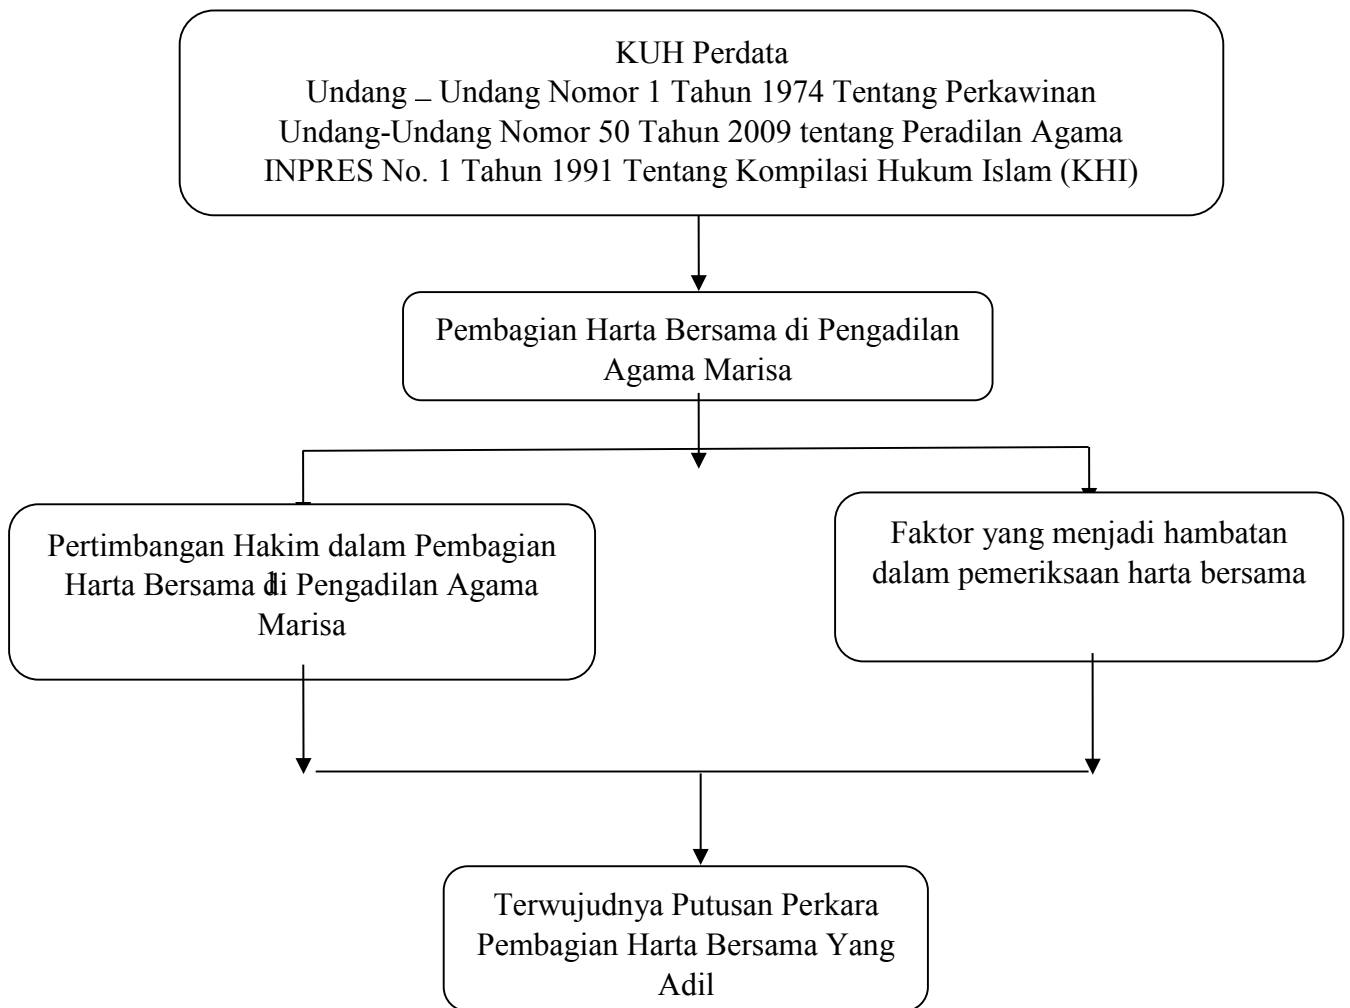 KUH Perdata
Undang – Undang Nomor 1 Tahun 1974 Tentang Perkawinan
Undang-Undang Nomor 50 Tahun 2009 tentang Peradilan Agama
INPRES No. 1 Tahun 1991 Tentang Kompilasi Hukum Islam (KHI)
Pembagian Harta Bersama di Pengadilan
Agama Marisa
Pertimbangan Hakim dalam Pembagian
Harta Bersama di Pengadilan Agama
Marisa
Faktor yang menjadi hambatan
dalam pemeriksaan harta bersama
Terwujudnya Putusan Perkara
Pembagian Harta Bersama Yang
Adil